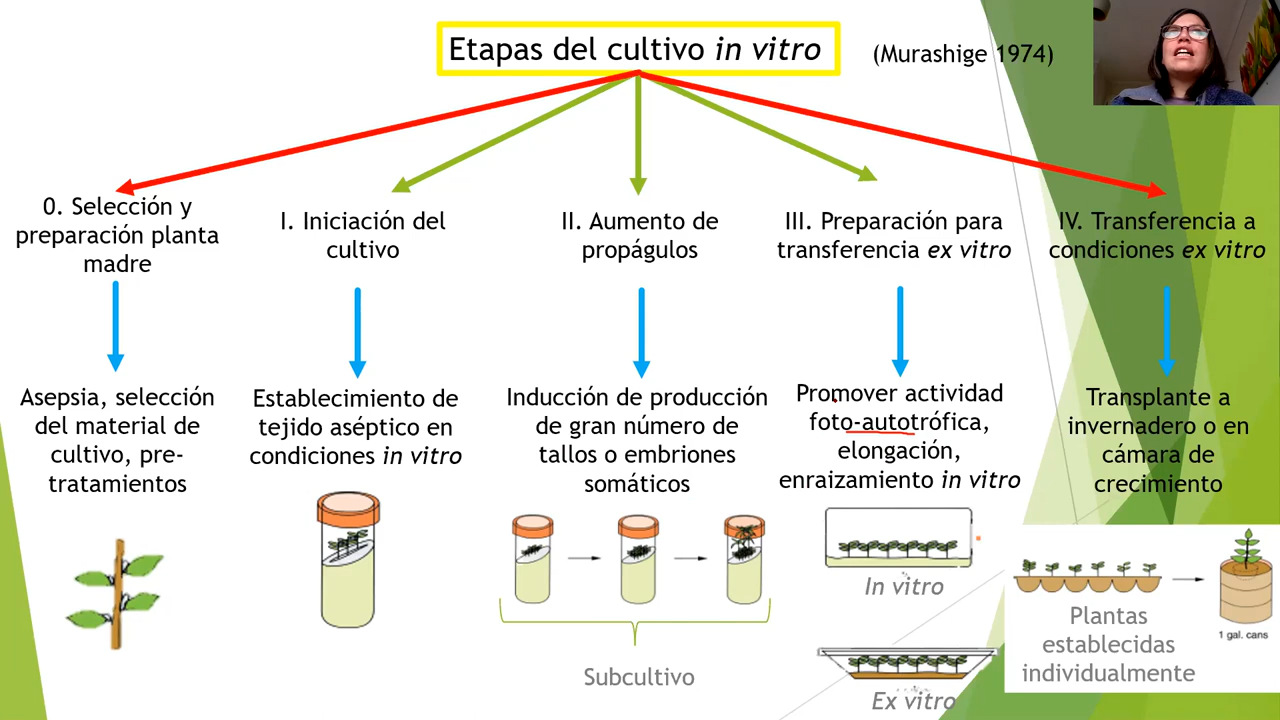 Etapas del cultivo in vitro
(Murashige 1974)
0. Selección y
preparación planta
madre
I. Iniciación del
cultivo
II. Aumento de
propágulos
III. Preparación para
transferencia ex vitro
IV. Transferencia a
condiciones ex vitro
Asepsia, selección
del material de
cultivo, pre-
tratamientos
Establecimiento de
tejido aséptico en
condiciones in vitro
Inducción de producción
de gran número de
tallos o embriones
somáticos
Promover actividad
foto-autotrófica,
elongación,
enraizamiento in vitro
Transplante a
invernadero o en
cámara de
crecimiento
Subcultivo
In vitro
Ex vitro
1 gal. cans
Plantas
establecidas
individualmente